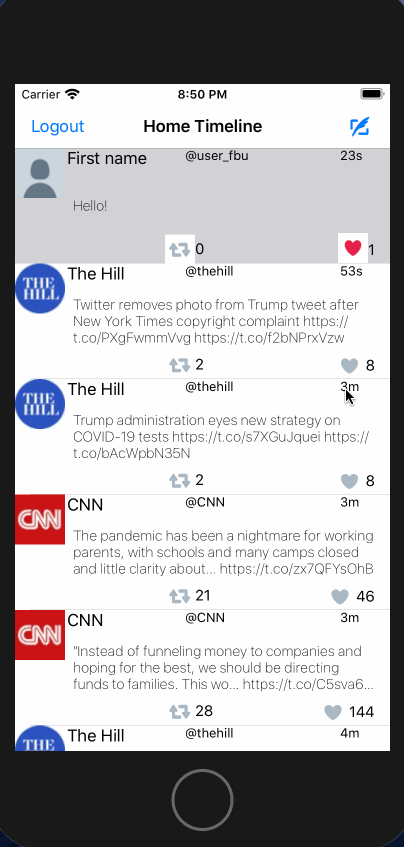 Carrier 8:50 PM
Logout Home Timeline
First name @user_fbu 23s
Hello!
0 1
THE HILL
The Hill @thehill 53s
Twitter removes photo from Trump tweet after
New York Times copyright complaint https://
t.co/PXgFwmmVvg https://t.co/f2bNPrxVzw
2 8
THE HILL
The Hill @thehill 3m
Trump administration eyes new strategy on
COVID-19 tests https://t.co/s7XGuJquei https://
t.co/bAcWpbN35N
2 8
CNN
CNN @CNN 3m
The pandemic has been a nightmare for working
parents, with schools and many camps closed
and little clarity about... https://t.co/zx7QFYsOhB
21 46
CNN
CNN @CNN 3m
"Instead of funneling money to companies and
hoping for the best, we should be directing
funds to families. This wo... https://t.co/C5sva6...
28 144
THE
The Hill @thehill 4m